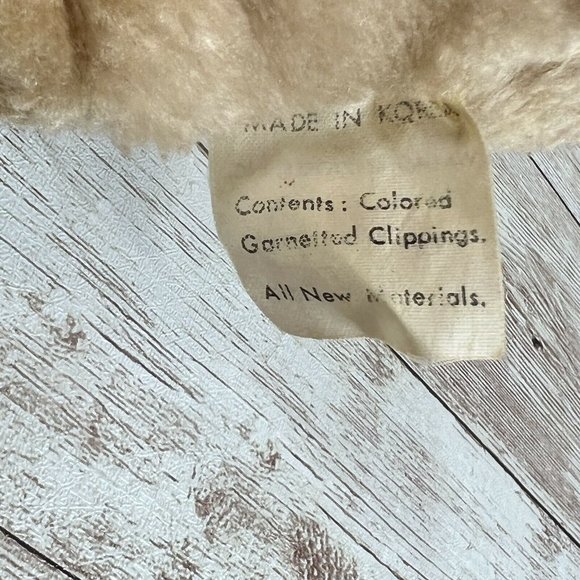 MADE IN KOREA
Contents: Colored
Garnetted Clippings.
All New Materials.